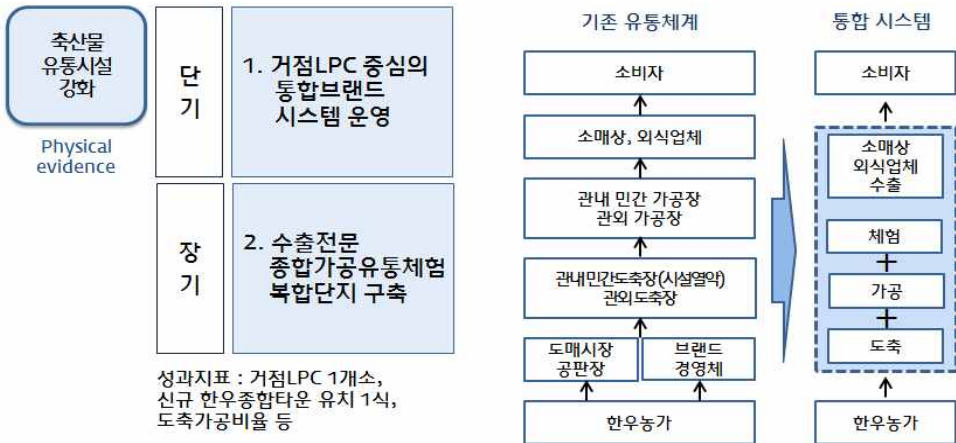 축산물
유통시설
강화
Physical
evidence
단
기
1. 거점LPC 중심의
통합브랜드
시스템 운영
장
기
2. 수출전문
종합가공유통체험
복합단지 구축
성과지표 : 거점LPC 1개소,
신규 한우종합타운 유치 1식,
도축가공비율 등
기존 유통체계
소비자
소매상, 외식업체
관내 민간 가공장
관외 가공장
관내민간도축장(시설열악)
관외도축장
도매시장
공판장
브랜드
경영체
한우농가
통합 시스템
소비자
소매상
외식업체
수출
체험
+
가공
+
도축
한우농가